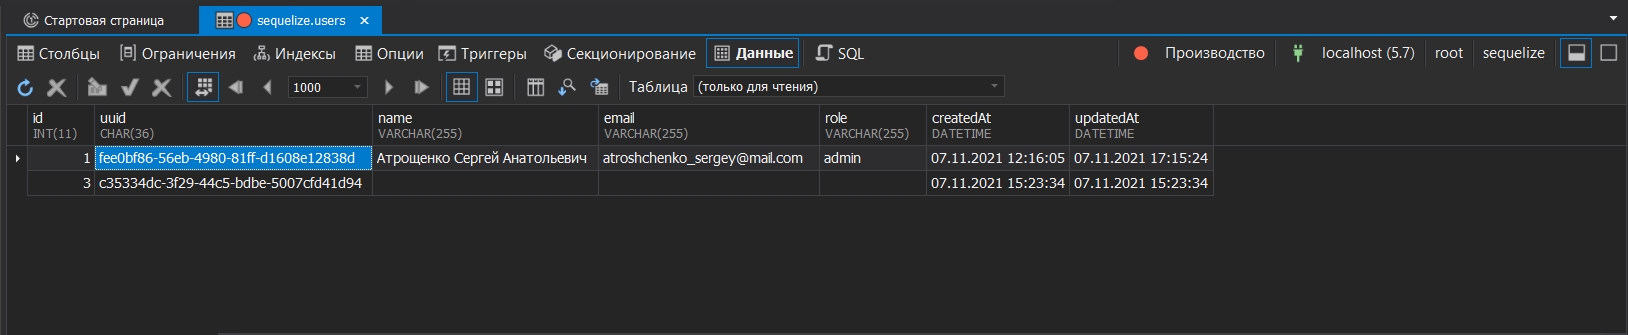 Стартовая страница sequelize.users
Столбцы Ограничения Индексы Опции Триггеры Секционирование Данные SQL Производство localhost (5.7) root sequelize
1000 Таблица (только для чтения)
id uuid name email role createdAt updatedAt
INT(11) CHAR(36) VARCHAR(255) VARCHAR(255) VARCHAR(255) DATETIME DATETIME
1 fee0bf86-56eb-4980-81ff-d1608e12838d Атрощенко Сергей Анатольевич atroshchenko_sergey@mail.com admin 07.11.2021 12:16:05 07.11.2021 17:15:24
3 c35334dc-3f29-44c5-bdbe-5007cfd41d94 07.11.2021 15:23:34 07.11.2021 15:23:34